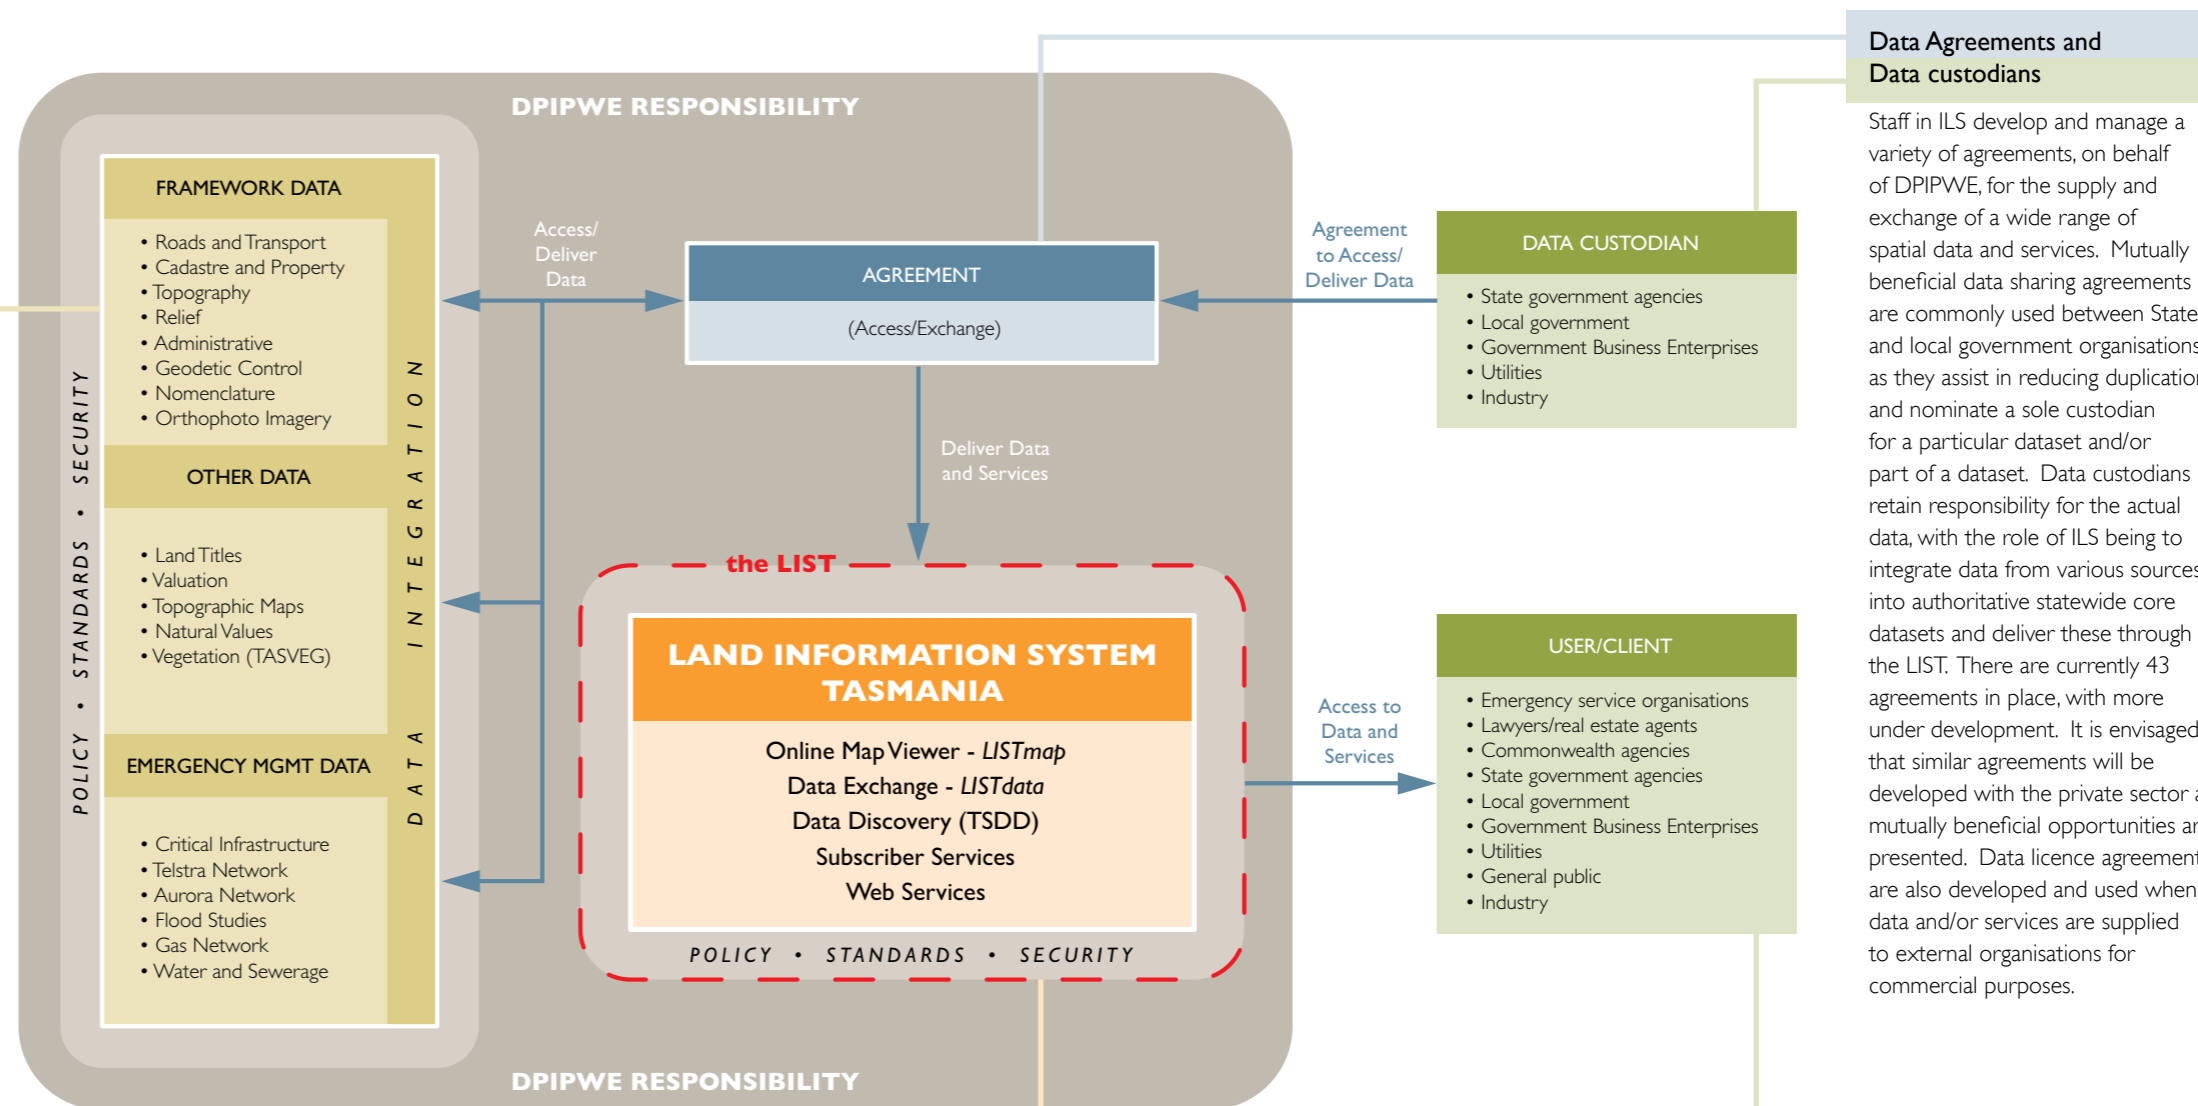 DPIPWE RESPONSIBILITY
FRAMEWORK DATA
• Roads and Transport
• Cadastre and Property
• Topography
• Relief
• Administrative
• Geodetic Control
• Nomenclature
• Orthophoto Imagery
OTHER DATA
• Land Titles
• Valuation
• Topographic Maps
• Natural Values
• Vegetation (TASVEG)
EMERGENCY MGMT DATA
• Critical Infrastructure
• Telstra Network
• Aurora Network
• Flood Studies
• Gas Network
• Water and Sewerage
POLICY • STANDARDS • SECURITY
DATA INTEGRATION
Access/
Deliver
Data
AGREEMENT
(Access/Exchange)
Deliver Data
and Services
Agreement
to Access/
Deliver Data
DATA CUSTODIAN
• State government agencies
• Local government
• Government Business Enterprises
• Utilities
• Industry
the LIST
LAND INFORMATION SYSTEM
TASMANIA
Online Map Viewer - LISTmap
Data Exchange - LISTdata
Data Discovery (TSDD)
Subscriber Services
Web Services
POLICY • STANDARDS • SECURITY
Access to
Data and
Services
USER/CLIENT
• Emergency service organisations
• Lawyers/real estate agents
• Commonwealth agencies
• State government agencies
• Local government
• Government Business Enterprises
• Utilities
• General public
• Industry
DPIPWE RESPONSIBILITY
Data Agreements and
Data custodians
Staff in ILS develop and manage a
variety of agreements, on behalf
of DPIPWE, for the supply and
exchange of a wide range of
spatial data and services. Mutually
beneficial data sharing agreements
are commonly used between State
and local government organisations
as they assist in reducing duplication
and nominate a sole custodian
for a particular dataset and/or
part of a dataset. Data custodians
retain responsibility for the actual
data, with the role of ILS being to
integrate data from various sources
into authoritative statewide core
datasets and deliver these through
the LIST. There are currently 43
agreements in place, with more
under development. It is envisaged
that similar agreements will be
developed with the private sector
mutually beneficial opportunities
presented. Data licence agreement
are also developed and used when
data and/or services are supplied
to external organisations for
commercial purposes.